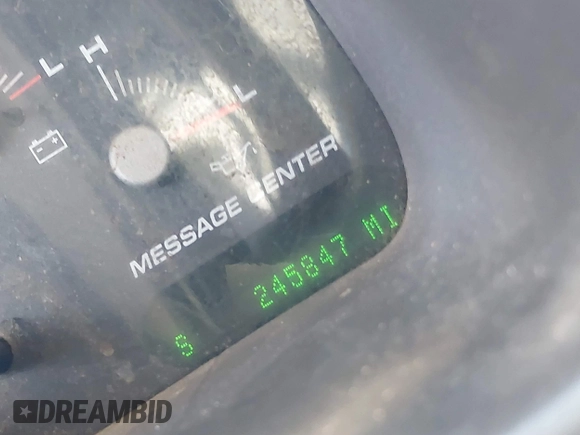 L H
L
MESSAGE CENTER
245847 MI
S
DREAMBID